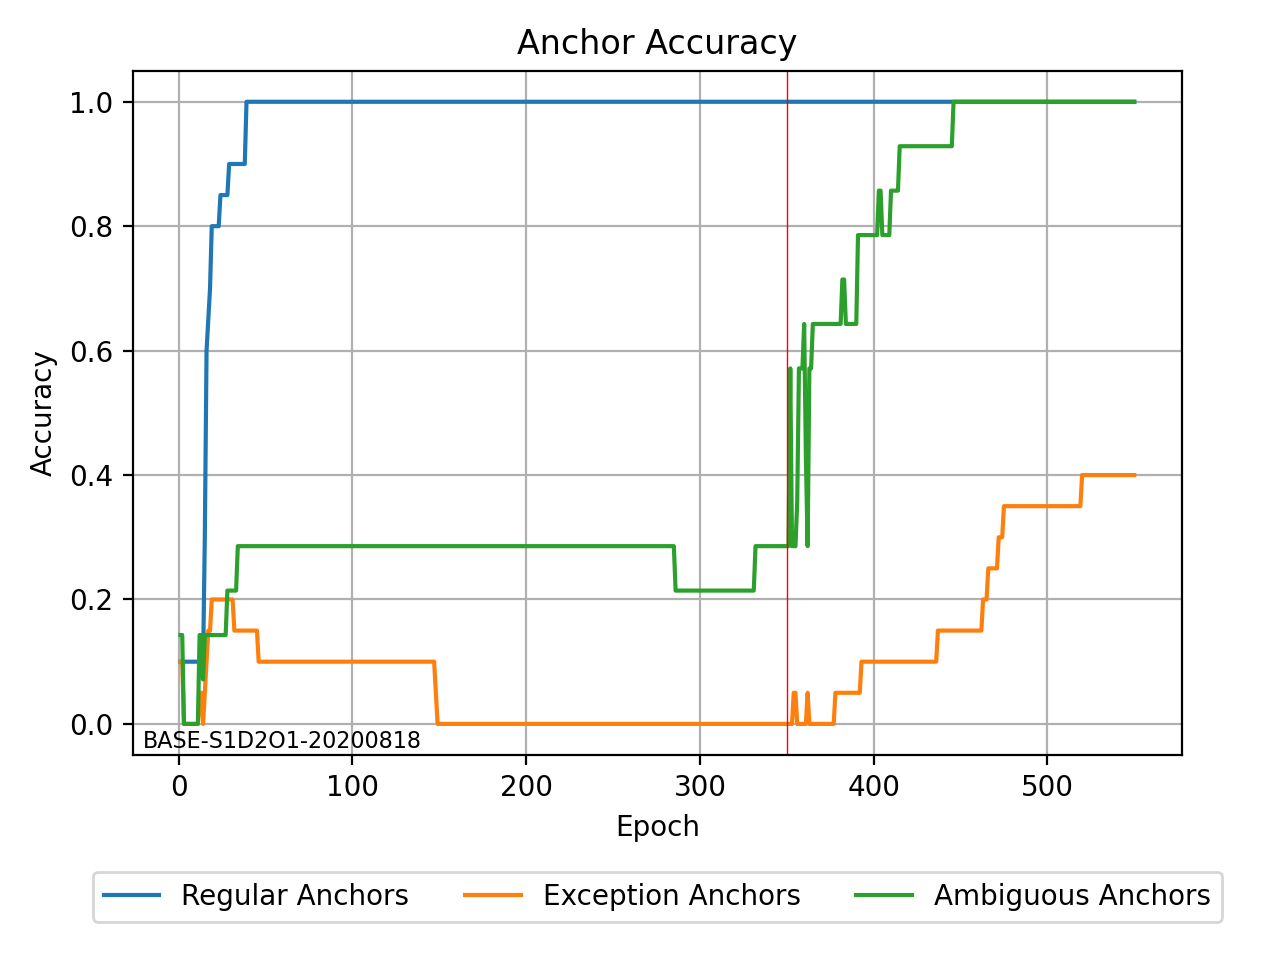 Anchor Accuracy
1.0
0.8
0.6
0.4
0.2
0.0
Accuracy
BASE-S1D2O1-20200818
0 100 200 300 400 500
Epoch
Regular Anchors Exception Anchors Ambiguous Anchors